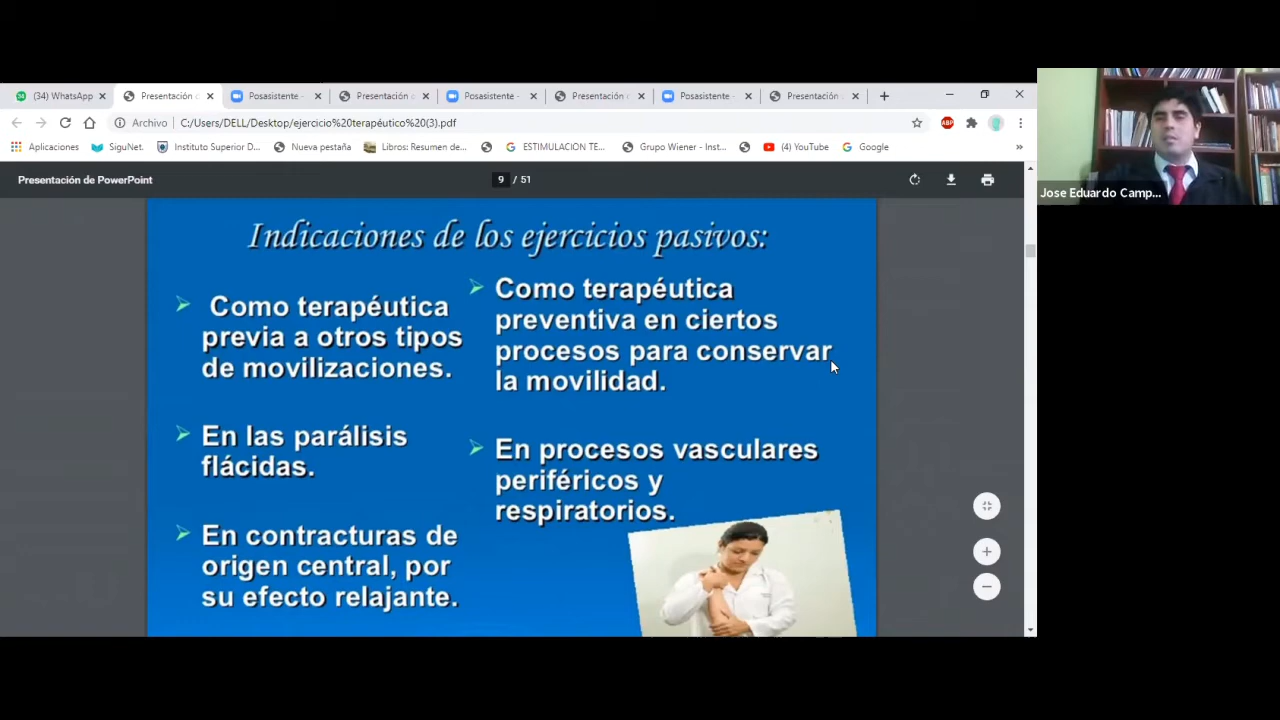 (34) WhatsApp
Presentación
Posasistente -
Presentación
Posasistente -
Presentación
Posasistente -
Presentación
Archivo
C:/Users/DELL/Desktop/ejercicio%20terapéutico%20(3).pdf
ABP
Aplicaciones
SiguNet.
Instituto Superior D...
Nueva pestaña
Libros: Resumen de...
ESTIMULACION TE...
Grupo Wiener - Inst...
(4) YouTube
Google
»
Presentación de PowerPoint
9 / 51
Jose Eduardo Camp...
Indicaciones de los ejercicios pasivos:
Como terapéutica
previa a otros tipos
de movilizaciones.
En las parálisis
flácidas.
En contracturas de
origen central, por
su efecto relajante.
Como terapéutica
preventiva en ciertos
procesos para conservar
la movilidad.
En procesos vasculares
periféricos y
respiratorios.